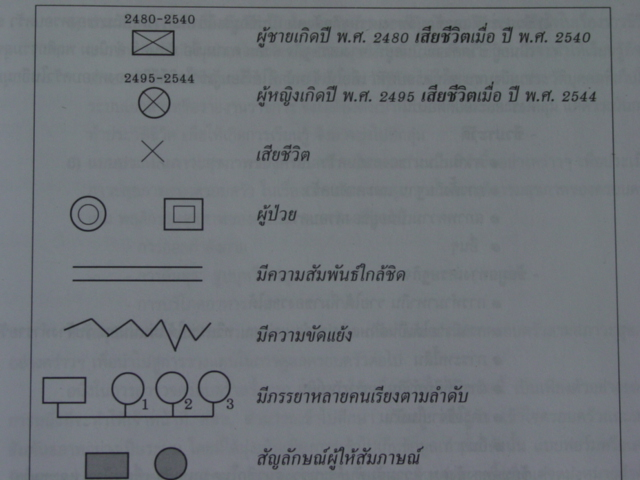 2480-2540
ผู้ชายเกิดปี พ.ศ. 2480 เสียชีวิตเมื่อ ปี พ.ศ. 2540
2495-2544
ผู้หญิงเกิดปี พ.ศ. 2495 เสียชีวิตเมื่อ ปี พ.ศ. 2544
เสียชีวิต
ผู้ป่วย
มีความสัมพันธ์ใกล้ชิด
มีความขัดแย้ง
1 2 3 มีภรรยาหลายคนเรียงตามลำดับ
สัญลักษณ์ผู้ให้สัมภาษณ์